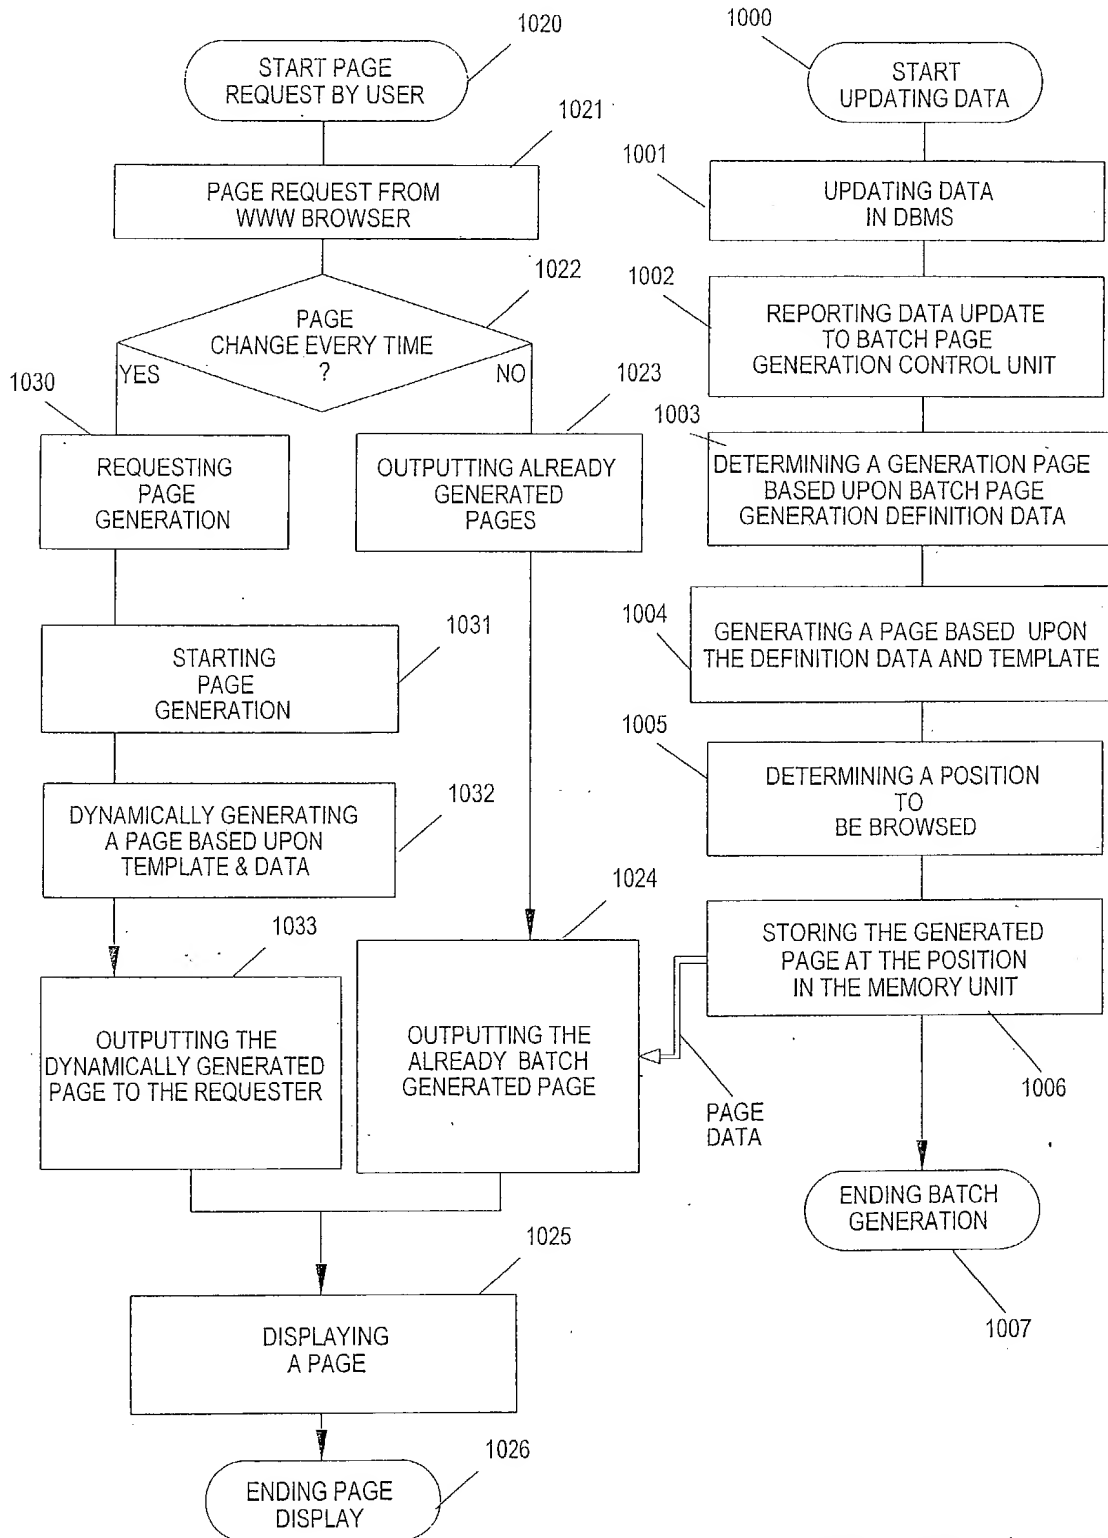 1020
START PAGE
REQUEST BY USER
1021
PAGE REQUEST FROM
WWW BROWSER
1022
PAGE
CHANGE EVERY TIME
?
YES
NO
1030
REQUESTING
PAGE
GENERATION
1023
OUTPUTTING ALREADY
GENERATED
PAGES
1031
STARTING
PAGE
GENERATION
1032
DYNAMICALLY GENERATING
A PAGE BASED UPON
TEMPLATE & DATA
1033
OUTPUTTING THE
DYNAMICALLY GENERATED
PAGE TO THE REQUESTER
1024
OUTPUTTING THE
ALREADY BATCH
GENERATED PAGE
PAGE
DATA
1025
DISPLAYING
A PAGE
1026
ENDING PAGE
DISPLAY
1000
START
UPDATING DATA
1001
UPDATING DATA
IN DBMS
1002
REPORTING DATA UPDATE
TO BATCH PAGE
GENERATION CONTROL UNIT
1003
DETERMINING A GENERATION PAGE
BASED UPON BATCH PAGE
GENERATION DEFINITION DATA
1004
GENERATING A PAGE BASED UPON
THE DEFINITION DATA AND TEMPLATE
1005
DETERMINING A POSITION
TO
BE BROWSED
STORING THE GENERATED
PAGE AT THE POSITION
IN THE MEMORY UNIT
1006
ENDING BATCH
GENERATION
1007